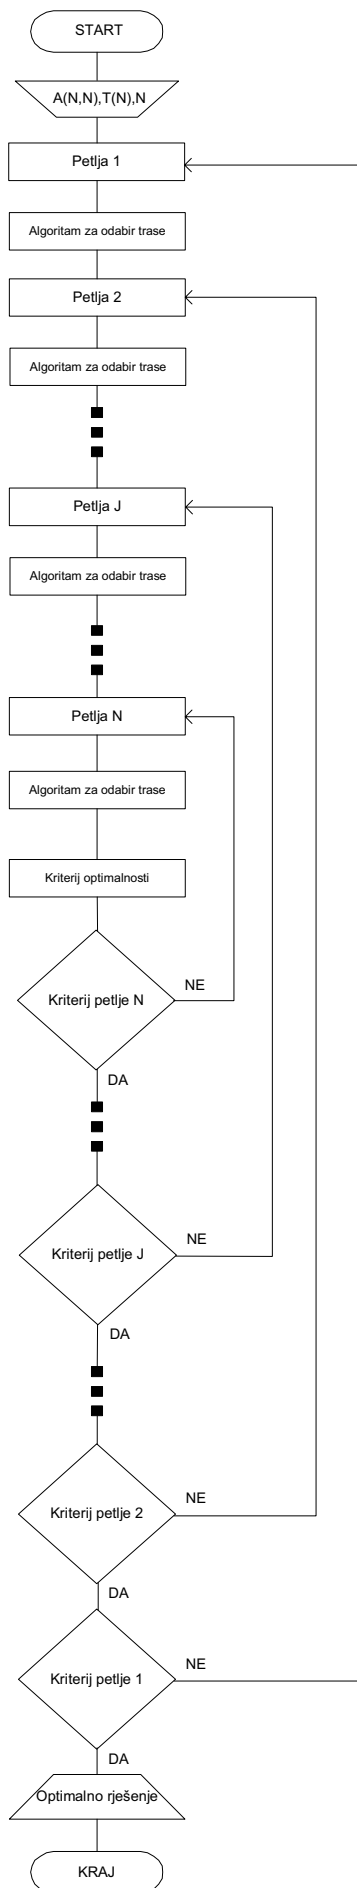 START
A(N,N),T(N),N
Petlja 1
Algoritam za odabir trase
Petlja 2
Algoritam za odabir trase
Petlja J
Algoritam za odabir trase
Petlja N
Algoritam za odabir trase
Kriterij optimalnosti
Kriterij petlje N
NE
DA
Kriterij petlje J
NE
DA
Kriterij petlje 2
NE
DA
Kriterij petlje 1
NE
DA
Optimalno rješenje
KRAJ